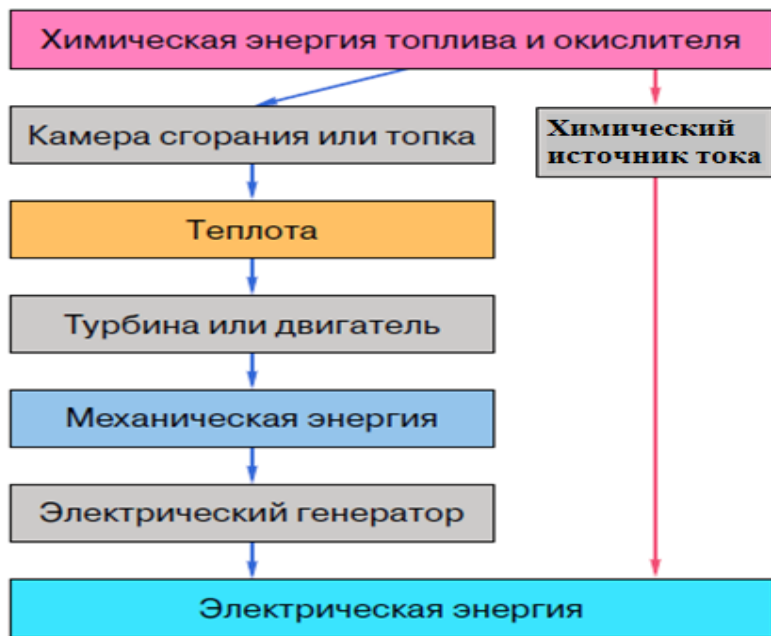 Химическая энергия топлива и окислителя
Камера сгорания или топка
Химический
источник тока
Теплота
Турбина или двигатель
Механическая энергия
Электрический генератор
Электрическая энергия